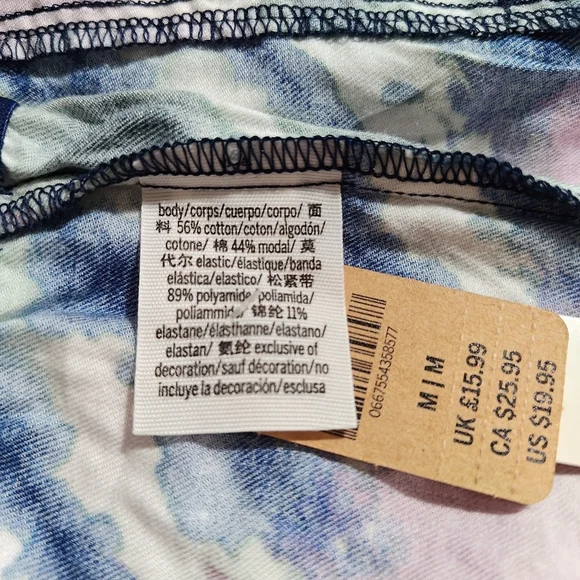 body/corps/cuerpo/corpo/ 面
料 56% cotton/coton/algodón/
cotone/ 棉 44% modal/ 莫
代尔 elastic/élastique/banda
elástica/elastico/ 松紧带
89% polyamide/poliamida/
poliammide/ 锦纶 11%
elastane/élasthanne/elastano/
elastan/ 氨纶 exclusive of
decoration/sauf décoration/no
incluye la decoración/esclusa
0667554358577
M | M
UK £15.99
CA $25.95
US $19.95